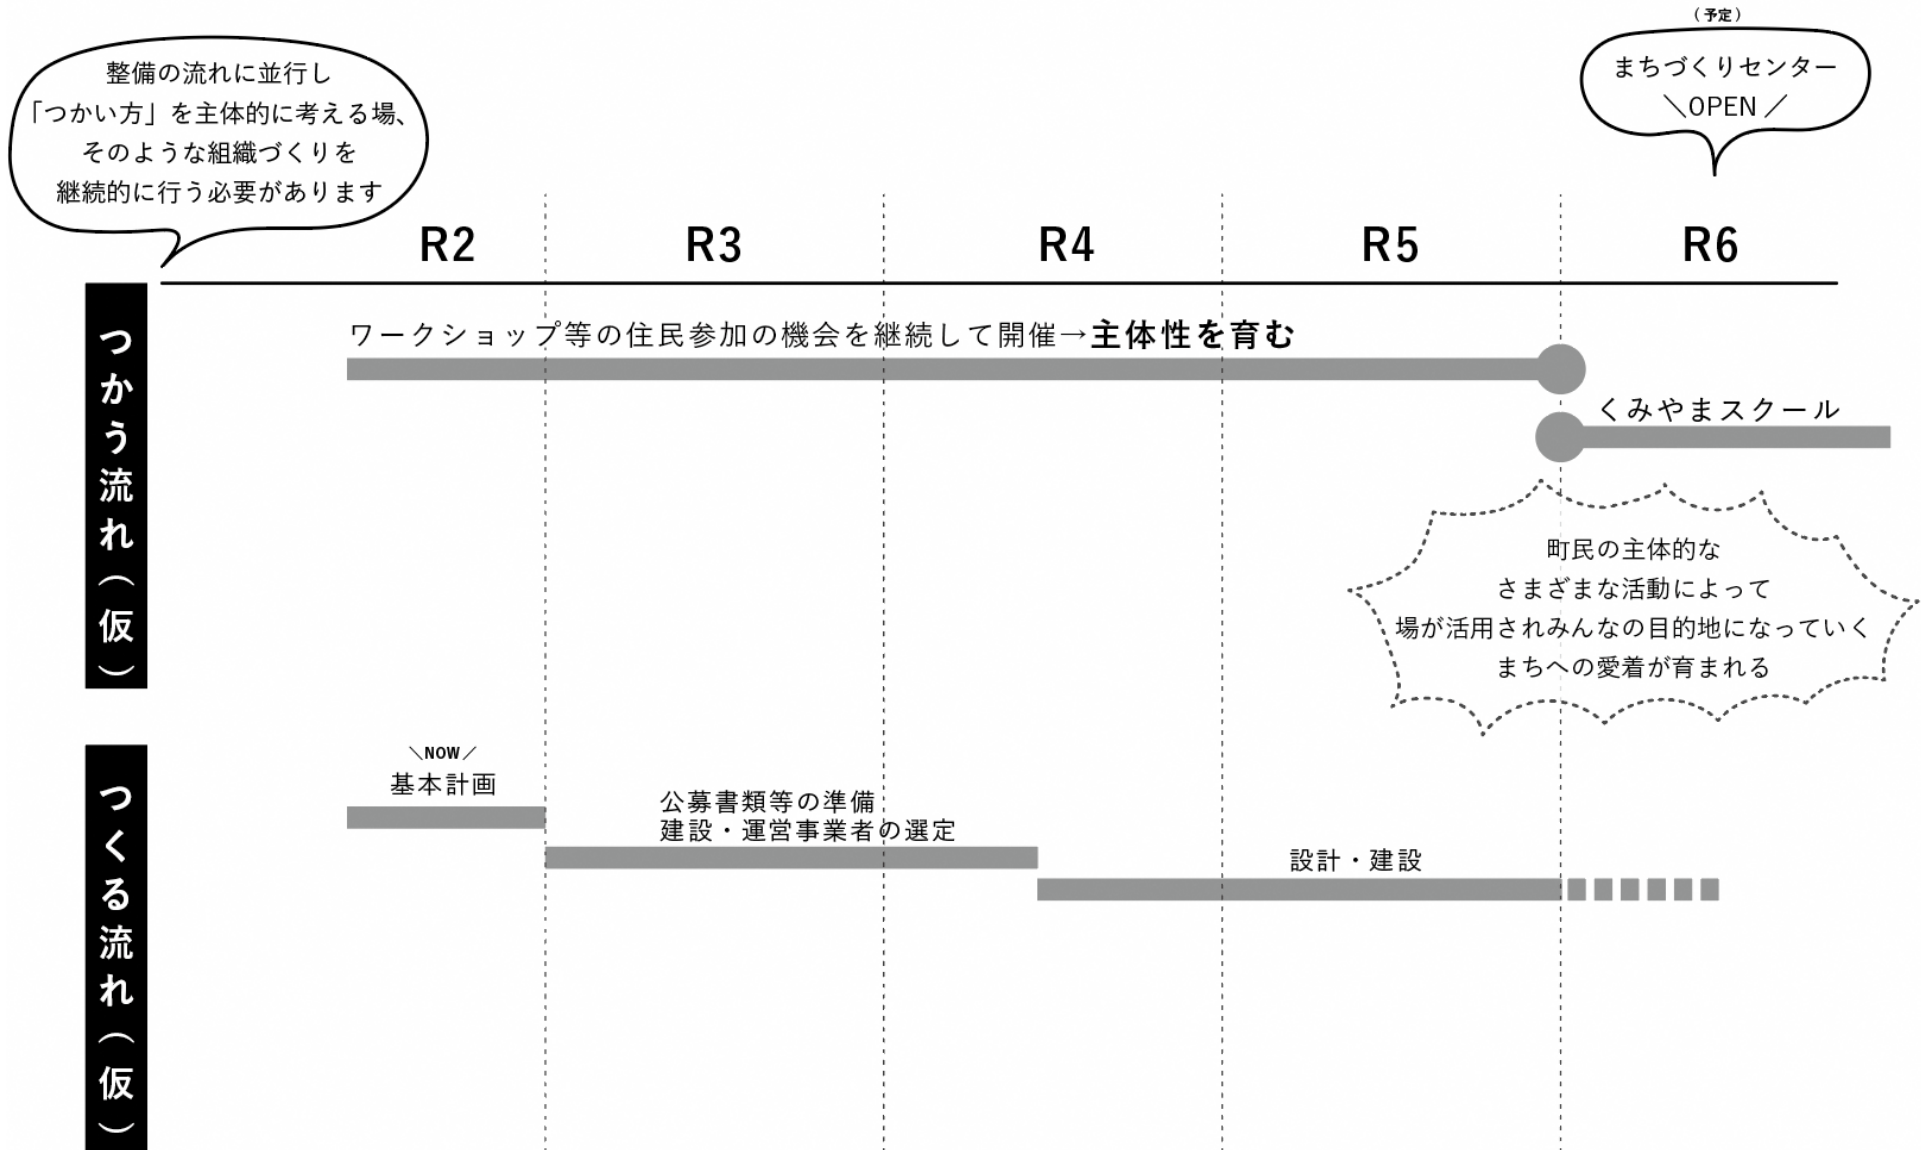 (予定)
まちづくりセンター
＼OPEN／
整備の流れに並行し
「つかい方」を主体的に考える場、
そのような組織づくりを
継続的に行う必要があります
R2 R3 R4 R5 R6
つかう流れ(仮)
ワークショップ等の住民参加の機会を継続して開催→主体性を育む
くみやまスクール
町民の主体的な
さまざまな活動によって
場が活用されみんなの目的地になっていく
まちへの愛着が育まれる
つくる流れ(仮)
＼NOW／
基本計画
公募書類等の準備
建設・運営事業者の選定
設計・建設